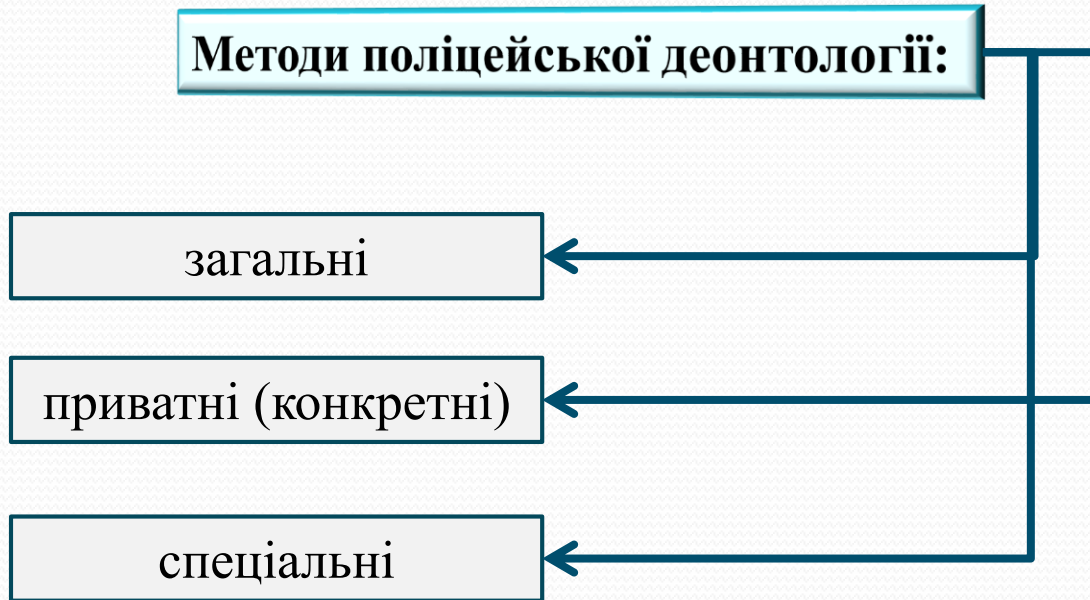 Методи поліцейської деонтології:
загальні
приватні (конкретні)
спеціальні